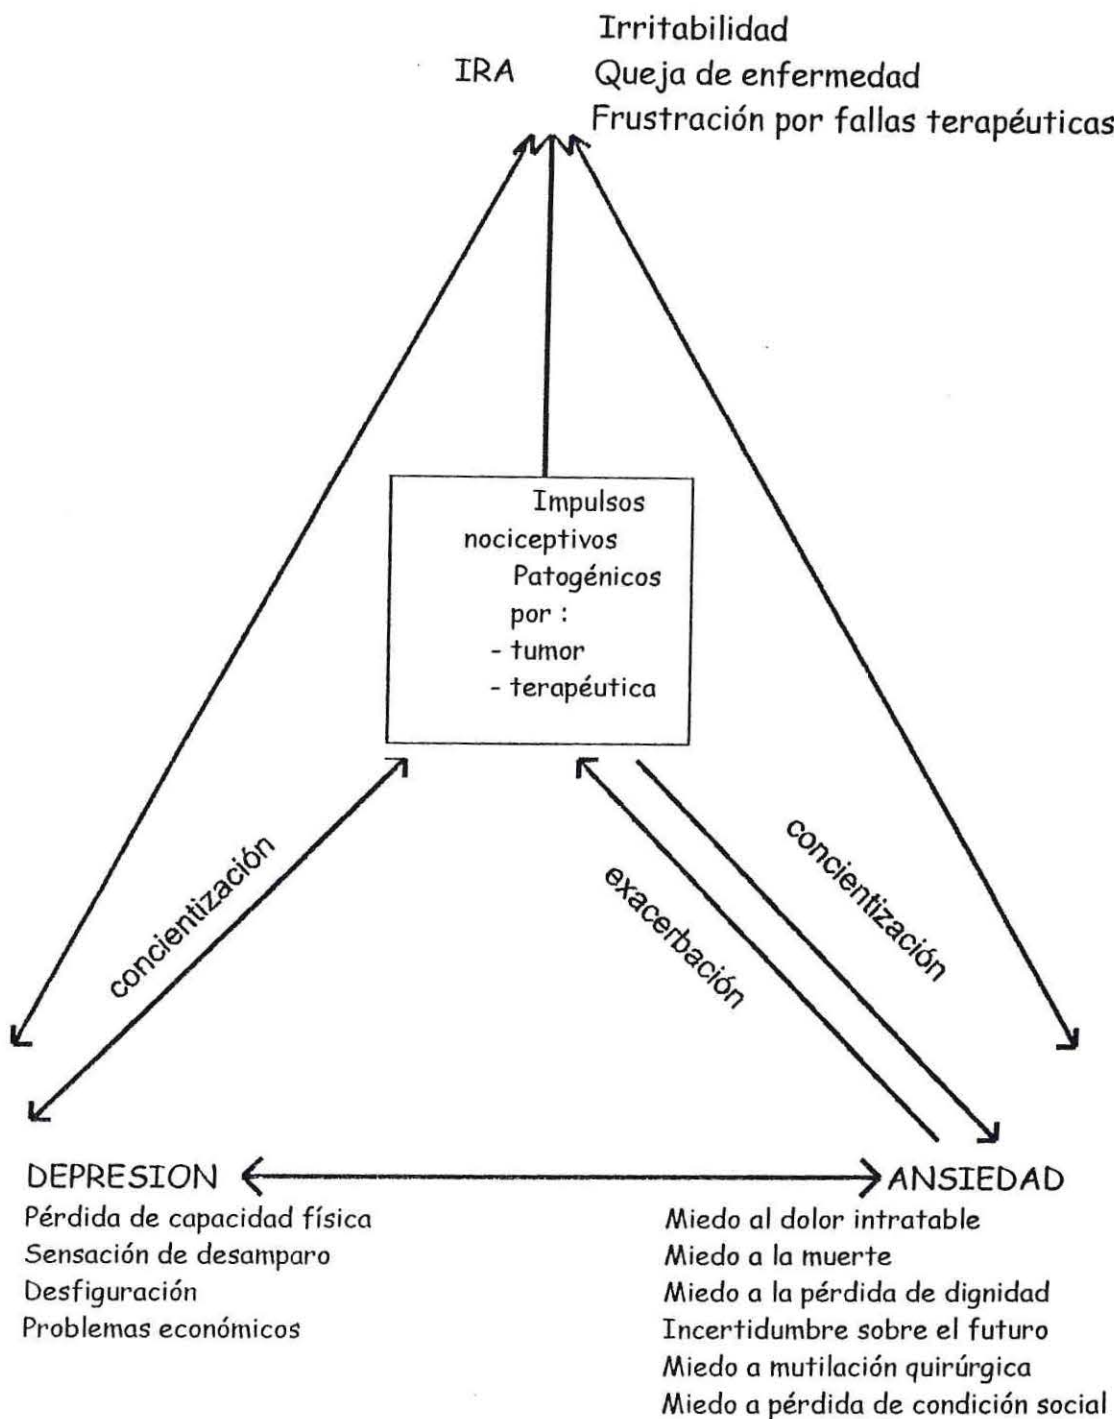 Irritabilidad
IRA
Queja de enfermedad
Frustración por fallas terapéuticas
Impulsos
nociceptivos
Patogénicos
por :
- tumor
- terapéutica
concientización
exacerbación
concientización
DEPRESION
Pérdida de capacidad física
Sensación de desamparo
Desfiguración
Problemas económicos
ANSIEDAD
Miedo al dolor intratable
Miedo a la muerte
Miedo a la pérdida de dignidad
Incertidumbre sobre el futuro
Miedo a mutilación quirúrgica
Miedo a pérdida de condición social